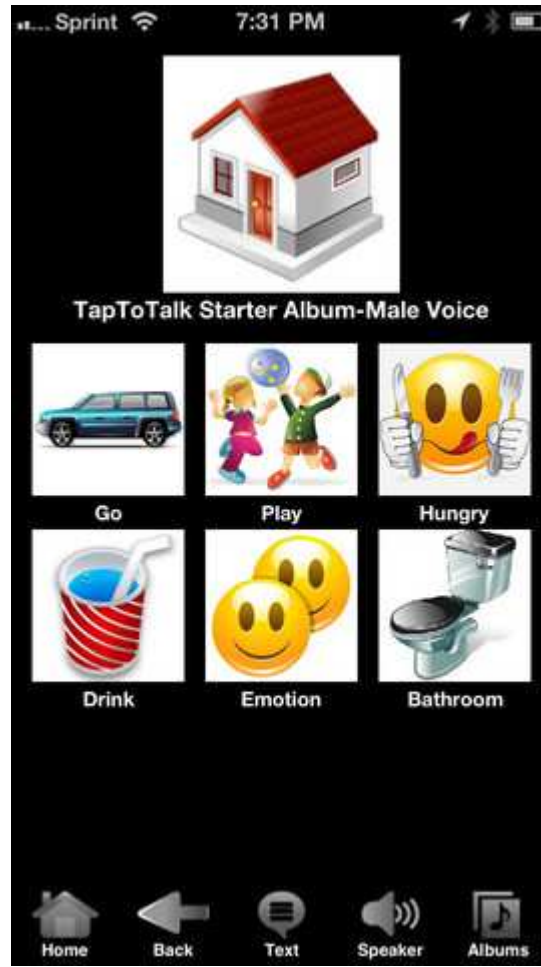 .... Sprint 7:31 PM
TapToTalk Starter Album-Male Voice
Go Play Hungry
Drink Emotion Bathroom
Home Back Text Speaker Albums